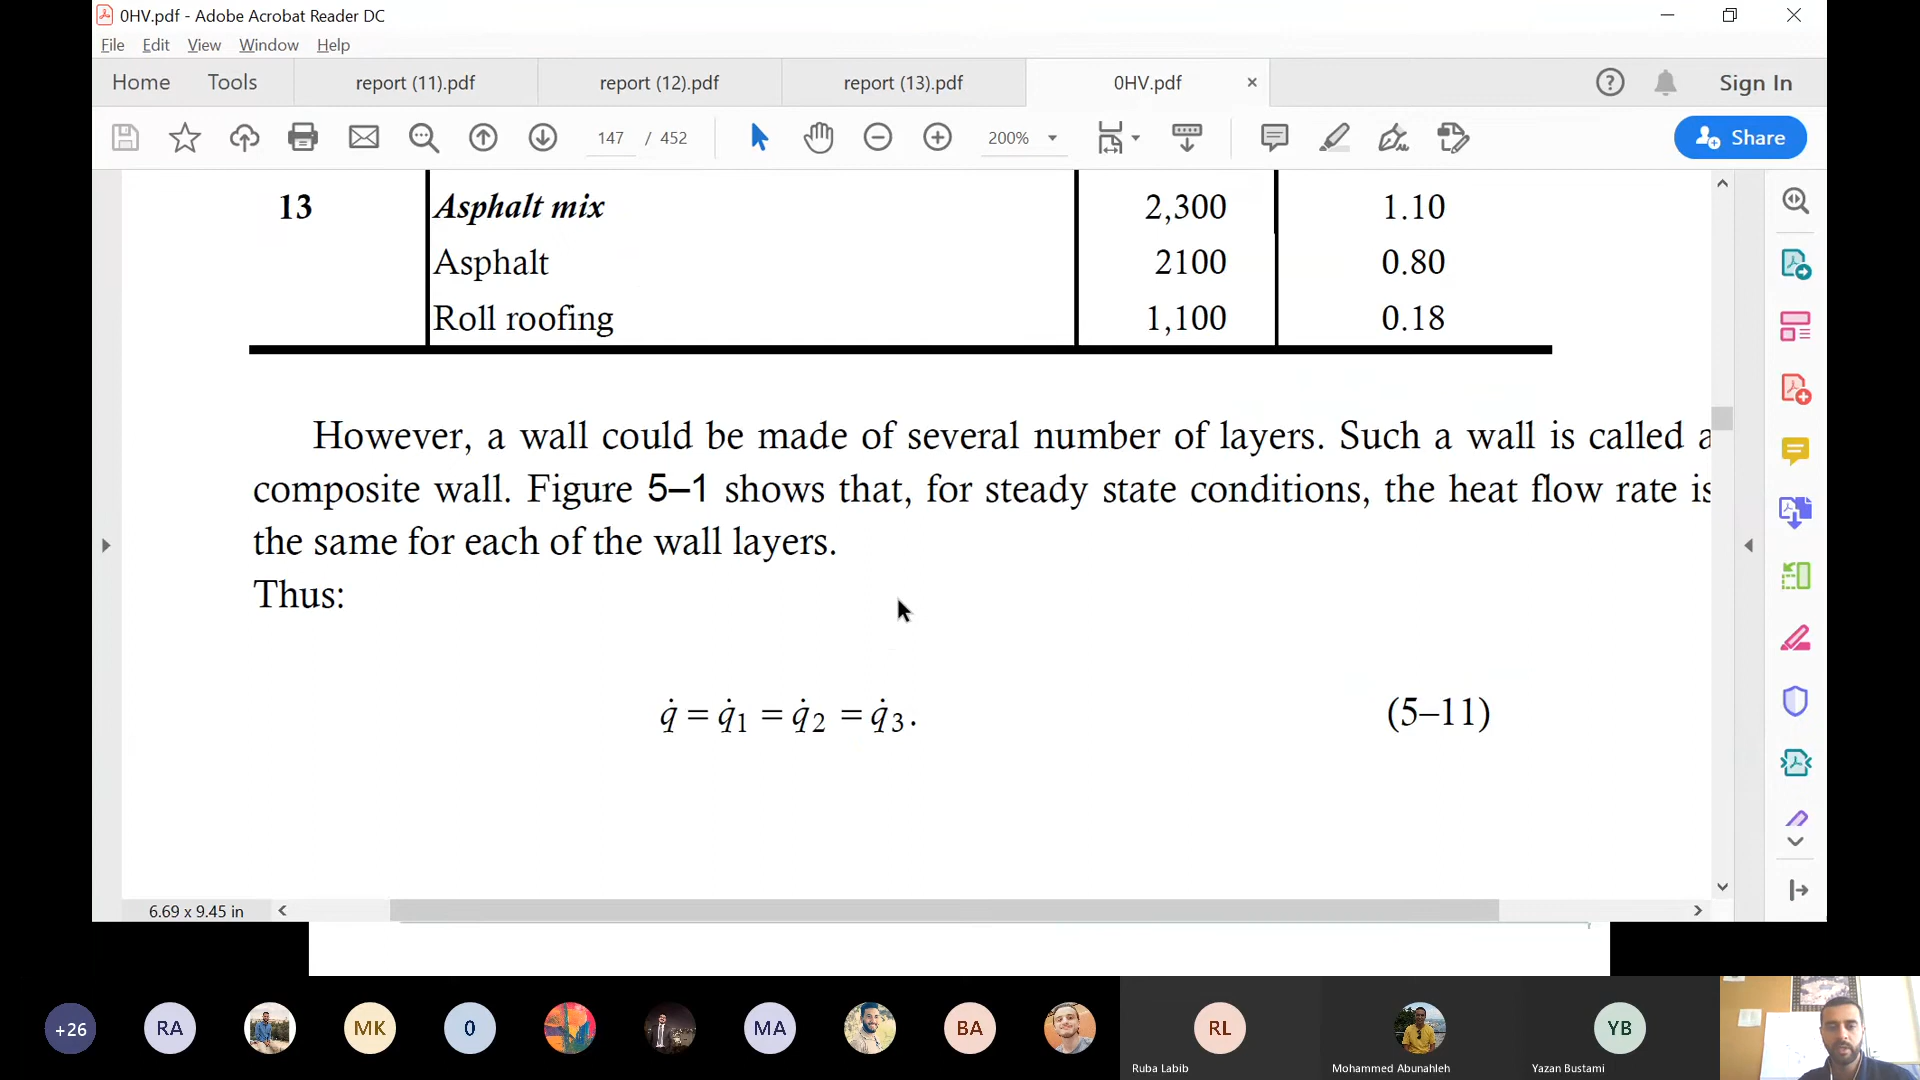 0HV.pdf - Adobe Acrobat Reader DC
File Edit View Window Help
Home Tools report (11).pdf report (12).pdf report (13).pdf 0HV.pdf × Sign In
147 / 452 200% Share
13 Asphalt mix 2,300 1.10
Asphalt 2100 0.80
Roll roofing 1,100 0.18
However, a wall could be made of several number of layers. Such a wall is called a
composite wall. Figure 5–1 shows that, for steady state conditions, the heat flow rate is
the same for each of the wall layers.
Thus:
q̇ = q̇1 = q̇2 = q̇3. (5–11)
6.69 x 9.45 in
+26 RA MK 0 MA BA RL YB
Ruba Labib Mohammed Abunahleh Yazan Bustami